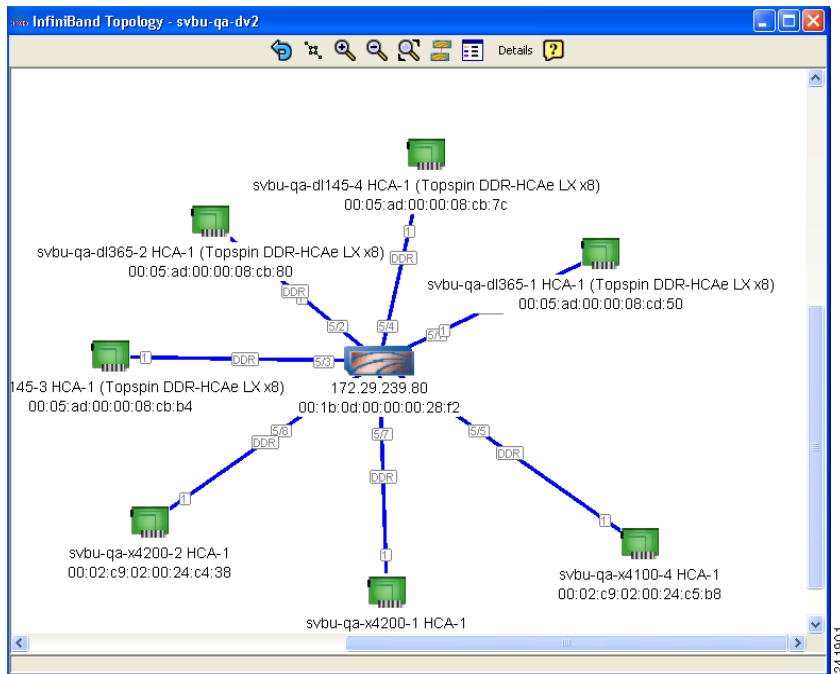 InfiniBand Topology - svbu-qa-dv2
Details
svbu-qa-dl145-4 HCA-1 (Topspin DDR-HCAe LX x8)
00:05:ad:00:00:08:cb:7c
1
DDR
5/4
svbu-qa-dl365-2 HCA-1 (Topspin DDR-HCAe LX x8)
00:05:ad:00:00:08:cb:80
DDR
5/2
svbu-qa-dl365-1 HCA-1 (Topspin DDR-HCAe LX x8)
00:05:ad:00:00:08:cd:50
1
145-3 HCA-1 (Topspin DDR-HCAe LX x8)
00:05:ad:00:00:08:cb:b4
1
DDR
5/3
172.29.239.80
00:1b:0d:00:00:00:28:f2
5/8
DDR
1
5/7
DDR
1
5/5
DDR
1
svbu-qa-x4200-2 HCA-1
00:02:c9:02:00:24:c4:38
svbu-qa-x4200-1 HCA-1
svbu-qa-x4100-4 HCA-1
00:02:c9:02:00:24:c5:b8
241901